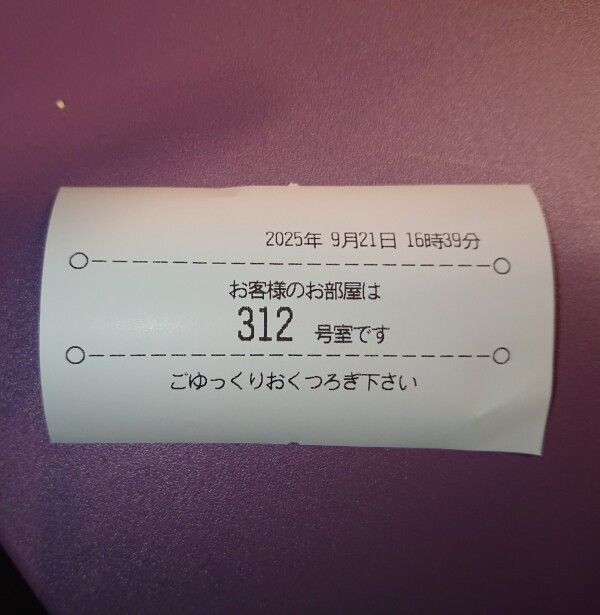 2025年 9月21日 16時39分
お客様のお部屋は
312 号室です
ごゆっくりおくつろぎ下さい